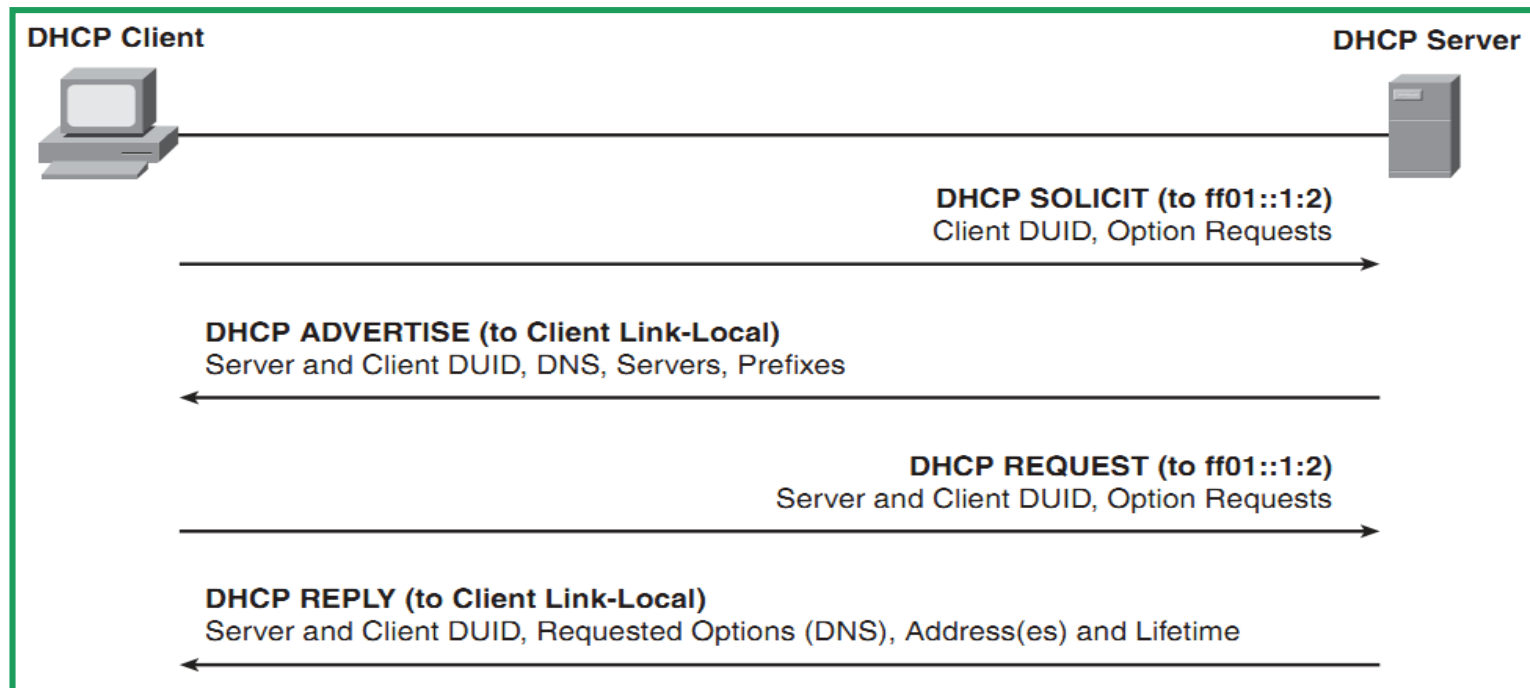 DHCP Client
DHCP Server
DHCP SOLICIT (to ff01::1:2)
Client DUID, Option Requests
DHCP ADVERTISE (to Client Link-Local)
Server and Client DUID, DNS, Servers, Prefixes
DHCP REQUEST (to ff01::1:2)
Server and Client DUID, Option Requests
DHCP REPLY (to Client Link-Local)
Server and Client DUID, Requested Options (DNS), Address(es) and Lifetime